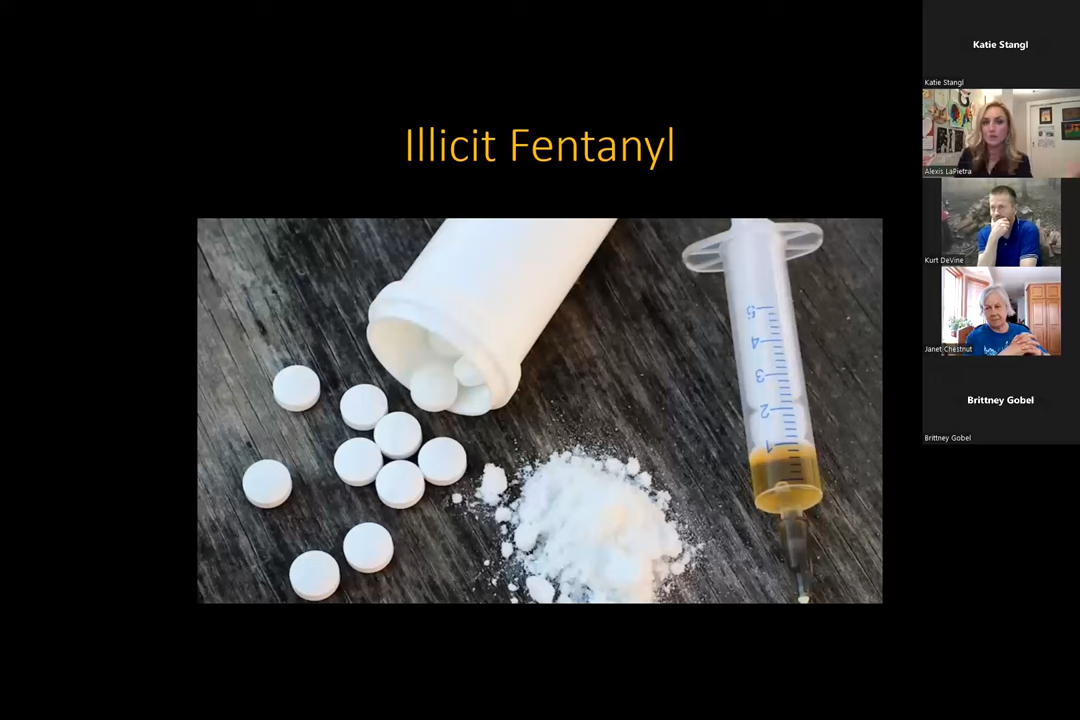 Illicit Fentanyl
5
4
3
2
1
Katie Stangl
Katie Stangl
Alexis LaPietra
Kurt DeVine
Janet Chestnut
Brittney Gobel
Brittney Gobel